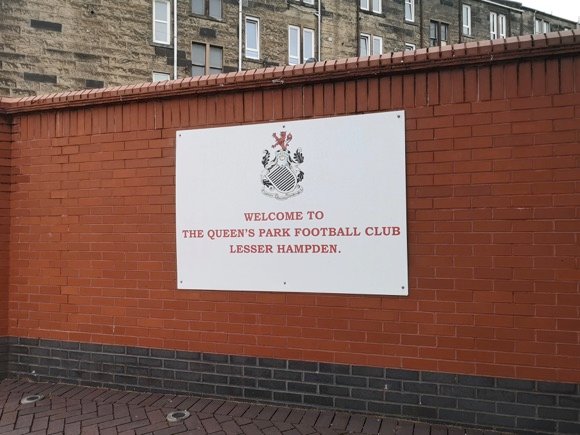 WELCOME TO
THE QUEEN'S PARK FOOTBALL CLUB
LESSER HAMPDEN.